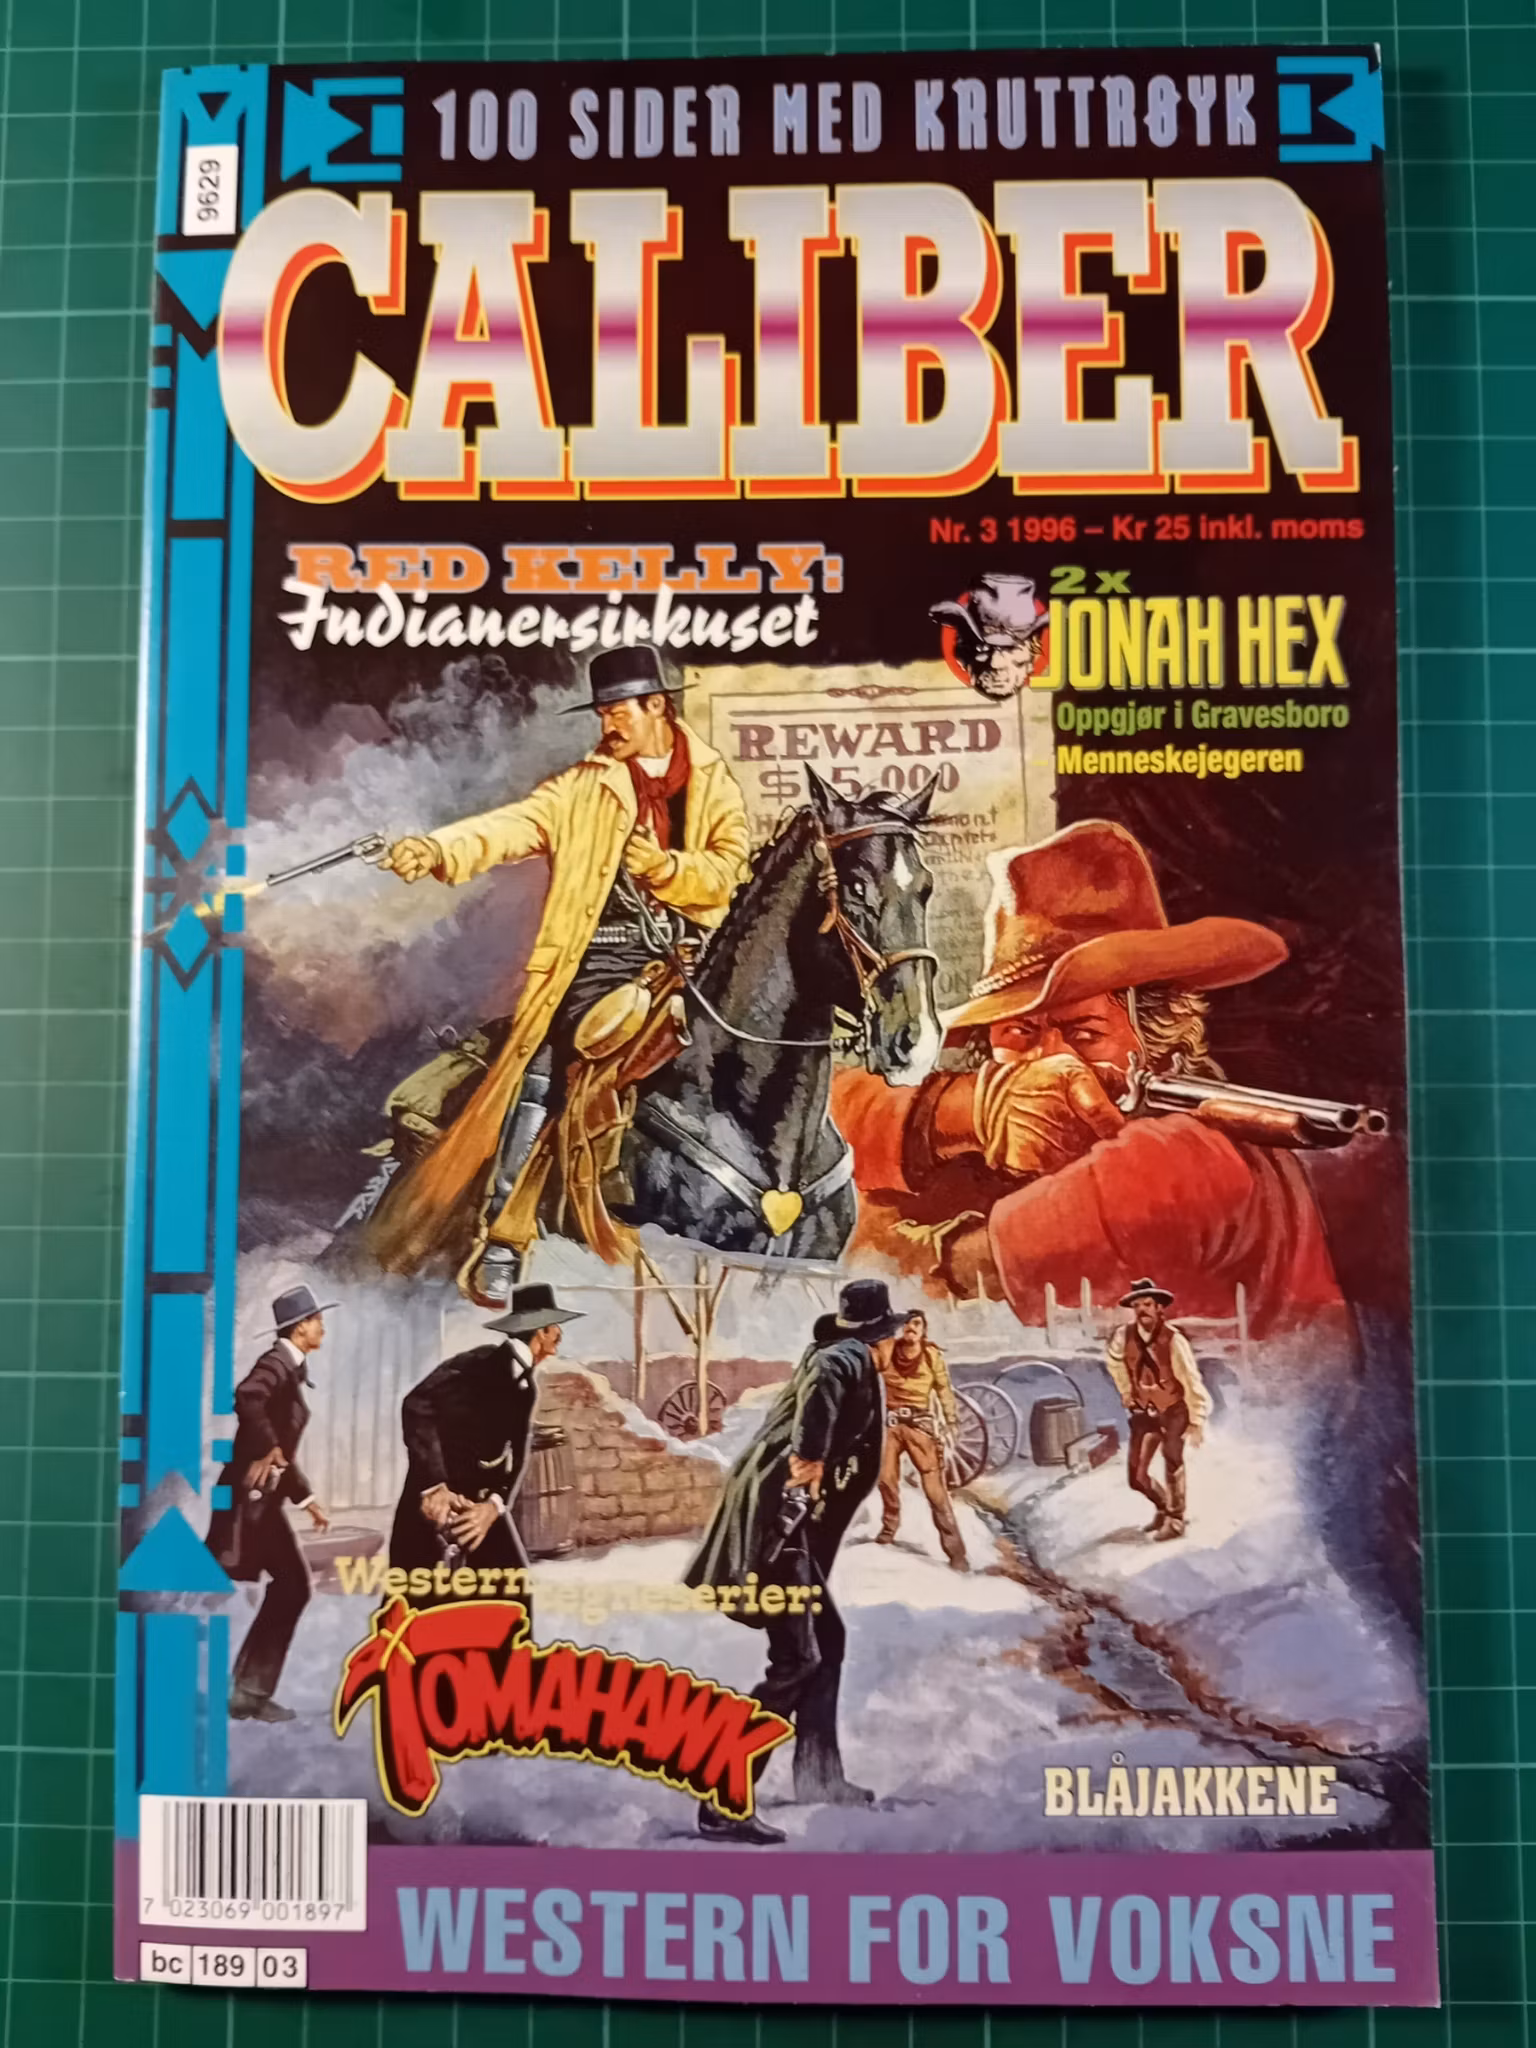 100 SIDER MED KRUTTRØYK
9629
CALIBER
Nr. 3 1996 – Kr 25 inkl. moms
RED KELLY:
Indianersirkuset
2 x
JONAH HEX
Oppgjør i Gravesboro
Menneskejegeren
REWARD
$ 5.000
Westerntegneserier:
TOMAHAWK
BLÅJAKKENE
7 023069 001897
bc 189 03
WESTERN FOR VOKSNE